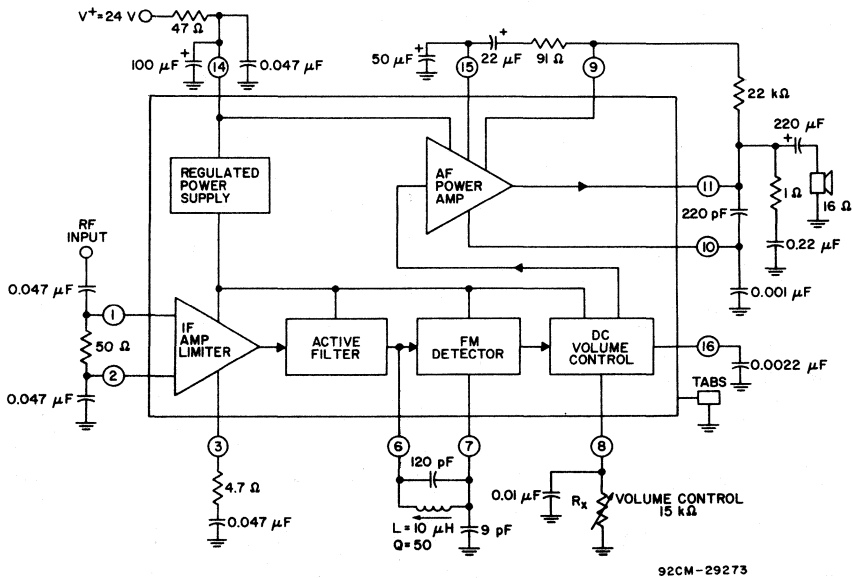 V+=24 V
47 Ω
100 µF
+
14
0.047 µF
50 µF
+
15
+
22 µF
91 Ω
9
22 kΩ
REGULATED
POWER
SUPPLY
AF
POWER
AMP
11
220 µF
+
1Ω
16 Ω
220 pF
10
0.22 µF
0.001 µF
RF
INPUT
0.047 µF
1
50 Ω
2
0.047 µF
IF
AMP
LIMITER
ACTIVE
FILTER
FM
DETECTOR
DC
VOLUME
CONTROL
16
0.0022 µF
TABS
3
4.7 Ω
0.047 µF
6
7
120 pF
L=10 µH
Q=50
9 pF
8
0.01 µF
Rx
VOLUME CONTROL
15 kΩ
92CM-29273